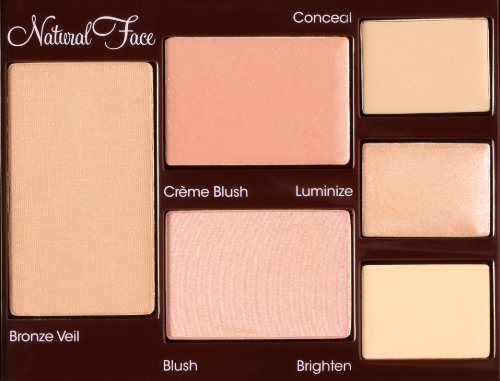 Natural Face
Conceal
Crème Blush
Luminize
Bronze Veil
Blush
Brighten